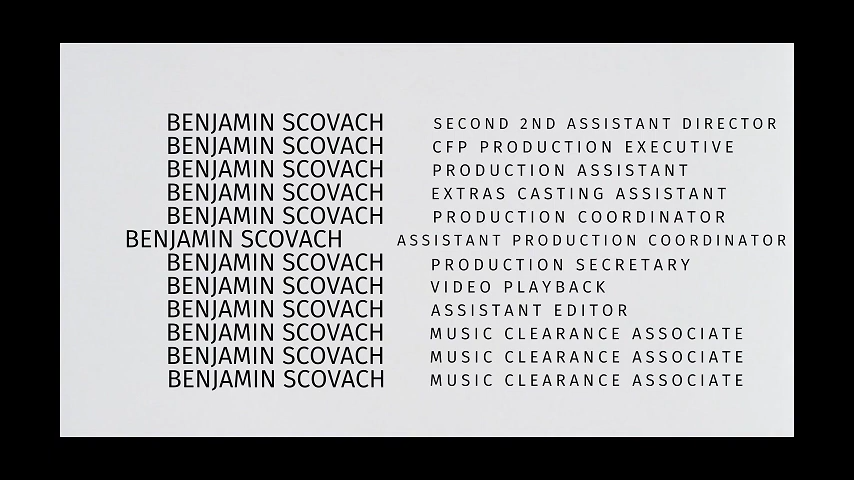 BENJAMIN SCOVACH SECOND 2ND ASSISTANT DIRECTOR
BENJAMIN SCOVACH CFP PRODUCTION EXECUTIVE
BENJAMIN SCOVACH PRODUCTION ASSISTANT
BENJAMIN SCOVACH EXTRAS CASTING ASSISTANT
BENJAMIN SCOVACH PRODUCTION COORDINATOR
BENJAMIN SCOVACH ASSISTANT PRODUCTION COORDINATOR
BENJAMIN SCOVACH PRODUCTION SECRETARY
BENJAMIN SCOVACH VIDEO PLAYBACK
BENJAMIN SCOVACH ASSISTANT EDITOR
BENJAMIN SCOVACH MUSIC CLEARANCE ASSOCIATE
BENJAMIN SCOVACH MUSIC CLEARANCE ASSOCIATE
BENJAMIN SCOVACH MUSIC CLEARANCE ASSOCIATE